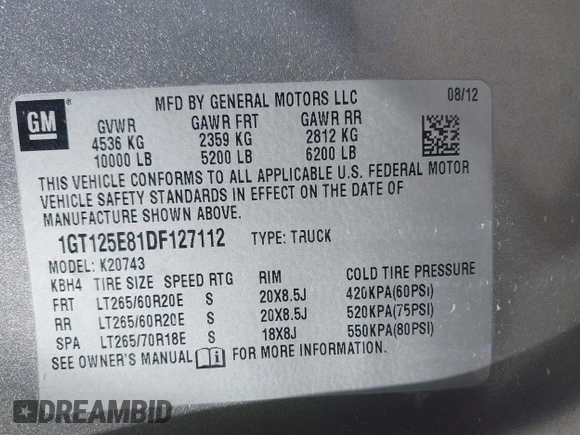 MFD BY GENERAL MOTORS LLC 08/12
GM
GVWR GAWR FRT GAWR RR
4536 KG 2359 KG 2812 KG
10000 LB 5200 LB 6200 LB
THIS VEHICLE CONFORMS TO ALL APPLICABLE U.S. FEDERAL MOTOR
VEHICLE SAFETY STANDARDS IN EFFECT ON THE DATE OF
MANUFACTURE SHOWN ABOVE.
1GT125E81DF127112 TYPE: TRUCK
MODEL: K20743
KBH4 TIRE SIZE SPEED RTG RIM COLD TIRE PRESSURE
FRT LT265/60R20E S 20X8.5J 420KPA(60PSI)
RR LT265/60R20E S 20X8.5J 520KPA(75PSI)
SPA LT265/70R18E S 18X8J 550KPA(80PSI)
SEE OWNER'S MANUAL FOR MORE INFORMATION.
DREAMBID